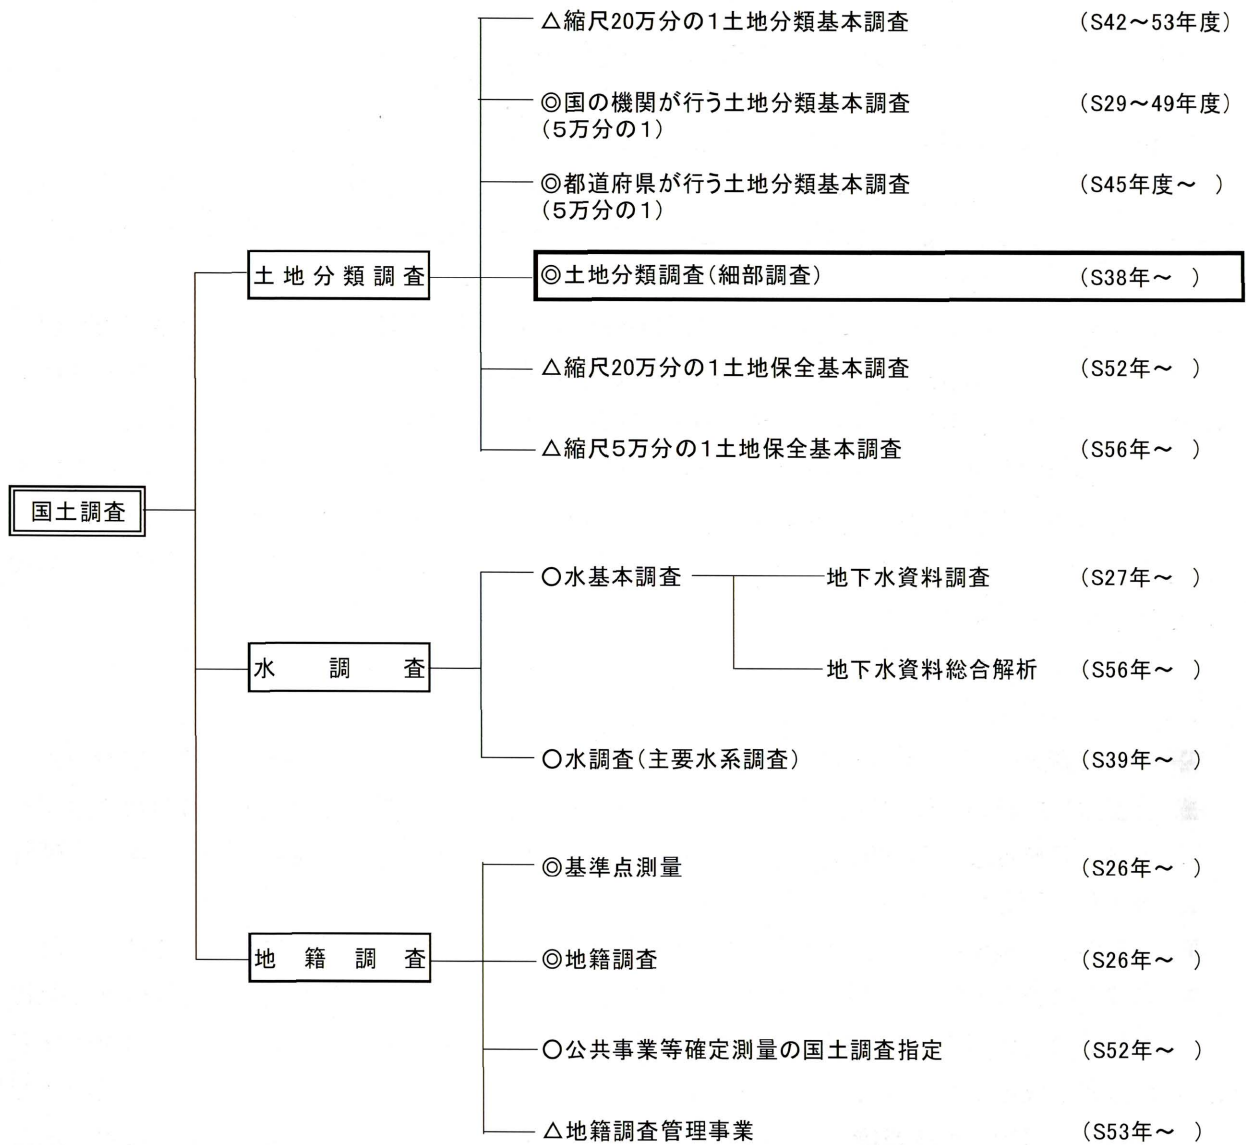 △縮尺20万分の1土地分類基本調査 (S42～53年度)
◎国の機関が行う土地分類基本調査 (S29～49年度)
(5万分の1)
◎都道府県が行う土地分類基本調査 (S45年度～ )
(5万分の1)
土地分類調査 ◎土地分類調査(細部調査) (S38年～ )
△縮尺20万分の1土地保全基本調査 (S52年～ )
△縮尺5万分の1土地保全基本調査 (S56年～ )
国土調査
○水基本調査 地下水資料調査 (S27年～ )
水調査 地下水資料総合解析 (S56年～ )
○水調査(主要水系調査) (S39年～ )
◎基準点測量 (S26年～ )
地籍調査 ◎地籍調査 (S26年～ )
○公共事業等確定測量の国土調査指定 (S52年～ )
△地籍調査管理事業 (S53年～ )